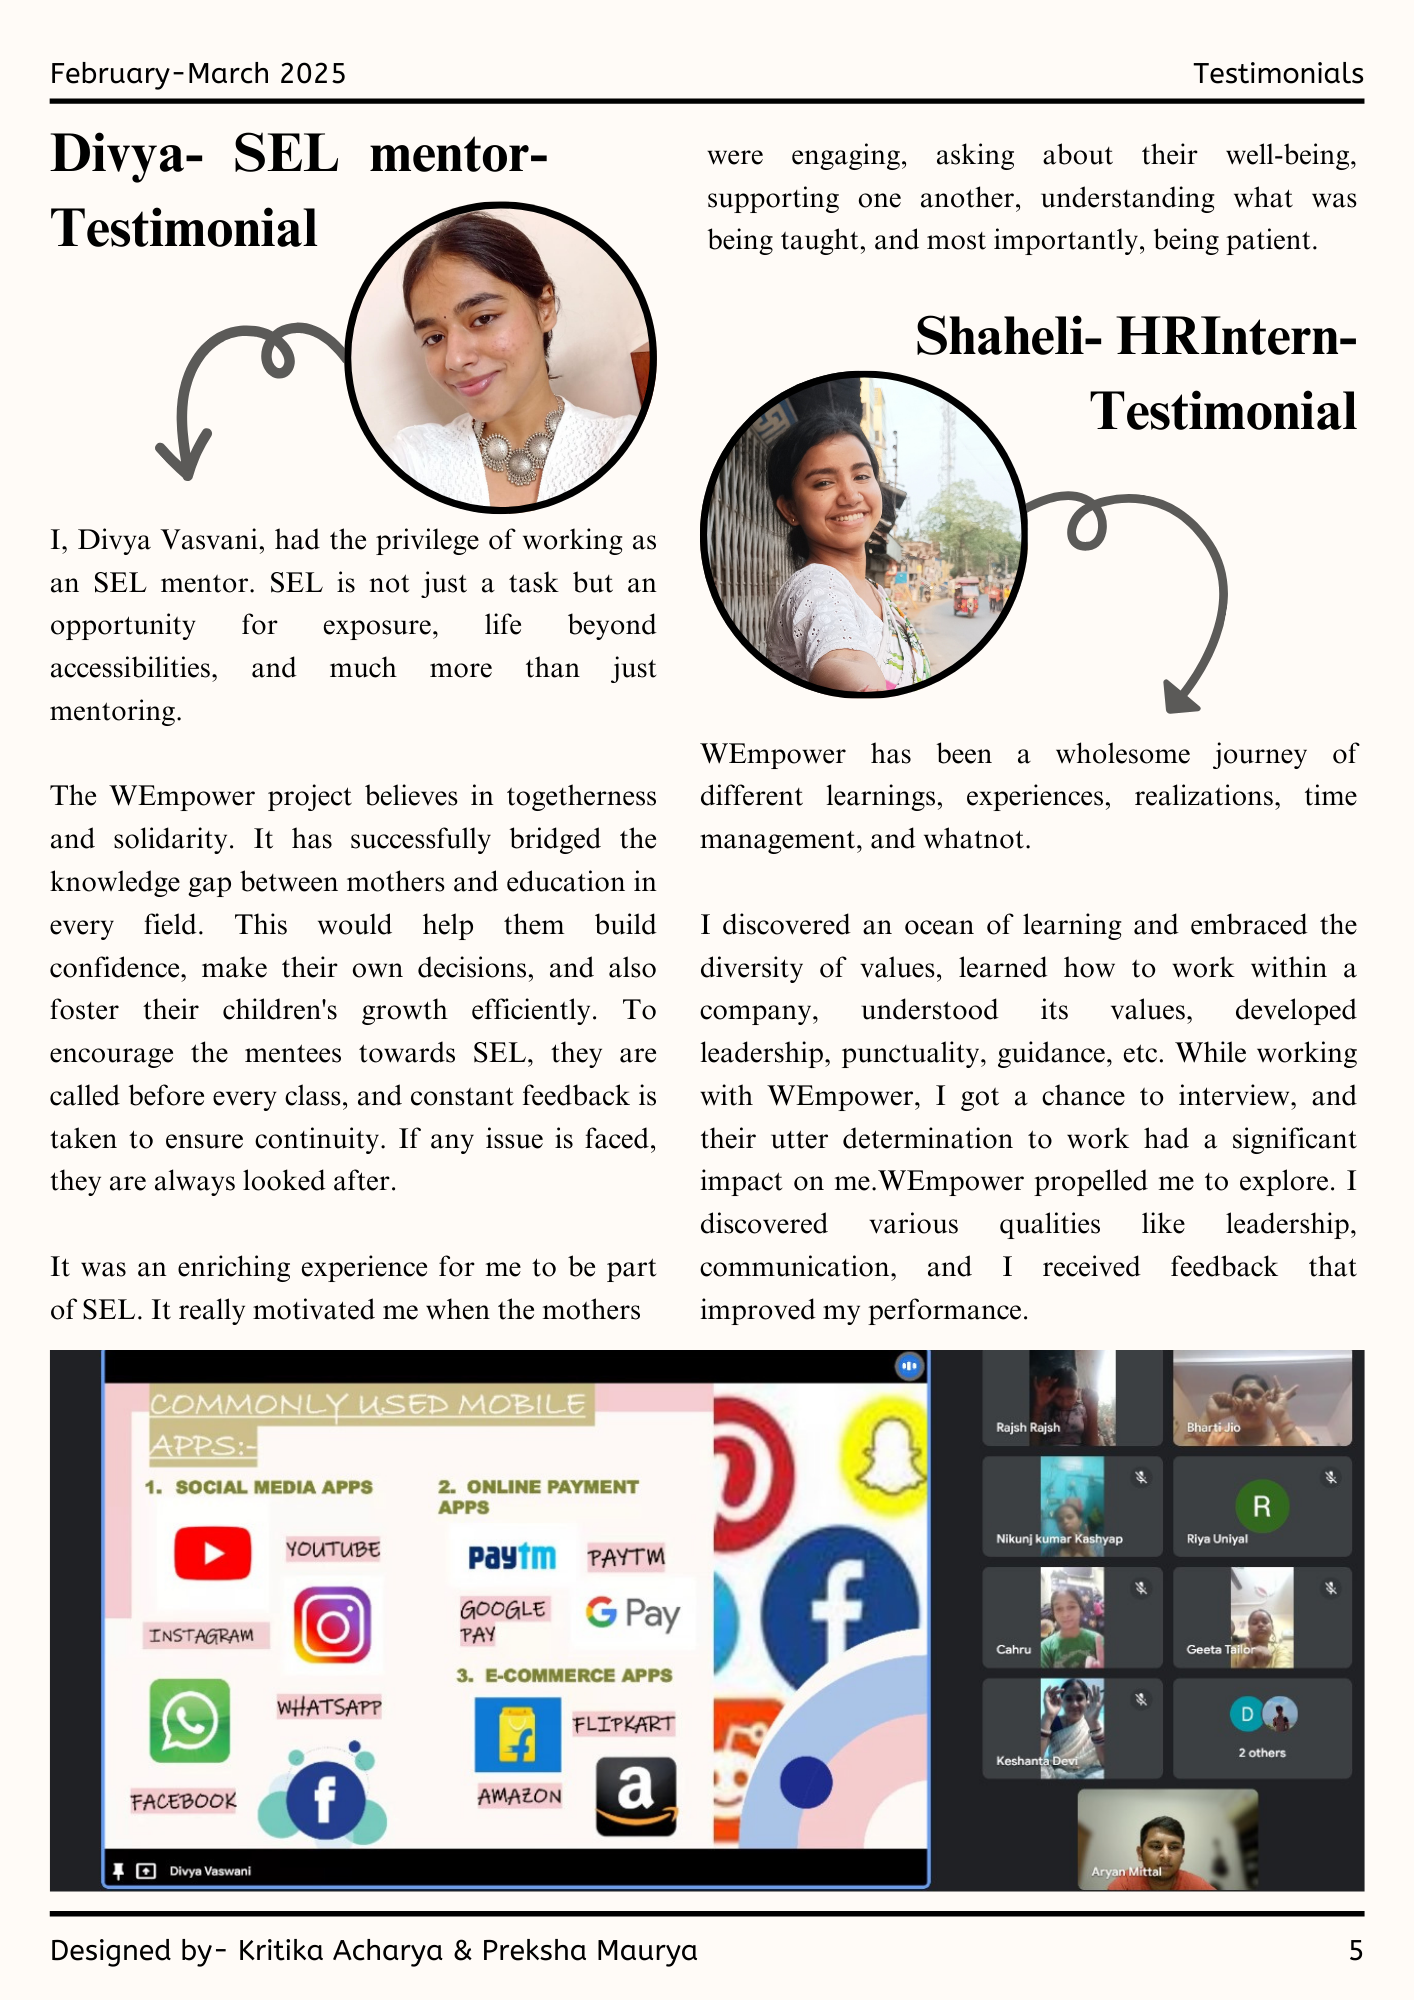 February-March 2025
Testimonials
Divya- SEL mentor-
Testimonial
I, Divya Vasvani, had the privilege of working as
an SEL mentor. SEL is not just a task but an
opportunity for exposure, life beyond
accessibilities, and much more than just
mentoring.
The WEmpower project believes in togetherness
and solidarity. It has successfully bridged the
knowledge gap between mothers and education in
every field. This would help them build
confidence, make their own decisions, and also
foster their children's growth efficiently. To
encourage the mentees towards SEL, they are
called before every class, and constant feedback is
taken to ensure continuity. If any issue is faced,
they are always looked after.
It was an enriching experience for me to be part
of SEL. It really motivated me when the mothers
were engaging, asking about their well-being,
supporting one another, understanding what was
being taught, and most importantly, being patient.
Shaheli- HRIntern-
Testimonial
WEmpower has been a wholesome journey of
different learnings, experiences, realizations, time
management, and whatnot.
I discovered an ocean of learning and embraced the
diversity of values, learned how to work within a
company, understood its values, developed
leadership, punctuality, guidance, etc. While working
with WEmpower, I got a chance to interview, and
their utter determination to work had a significant
impact on me.WEmpower propelled me to explore. I
discovered various qualities like leadership,
communication, and I received feedback that
improved my performance.
COMMONLY USED MOBILE
APPS:-
1. SOCIAL MEDIA APPS
YOUTUBE
INSTAGRAM
WHATSAPP
FACEBOOK
2. ONLINE PAYMENT
APPS
paytm PAYTM
GOOGLE
PAY
G Pay
3. E-COMMERCE APPS
FLIPKART
AMAZON
Divya Vaswani
Rajsh Rajsh
Bharti Jio
Nikunj kumar Kashyap
R
Riya Uniyal
Cahru
Geeta Tailor
Keshanta Devi
D
2 others
Aryan Mittal
Designed by- Kritika Acharya & Preksha Maurya
5